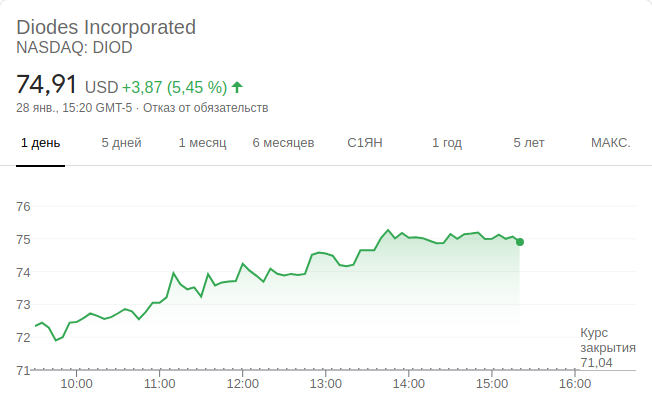 Diodes Incorporated
NASDAQ: DIOD
74,91 USD +3,87 (5,45 %)
28 янв., 15:20 GMT-5 · Отказ от обязательств
1 день 5 дней 1 месяц 6 месяцев С1ЯН 1 год 5 лет МАКС.
76
75
74
73
72
71
Курс
закрытия
71,04
10:00 11:00 12:00 13:00 14:00 15:00 16:00